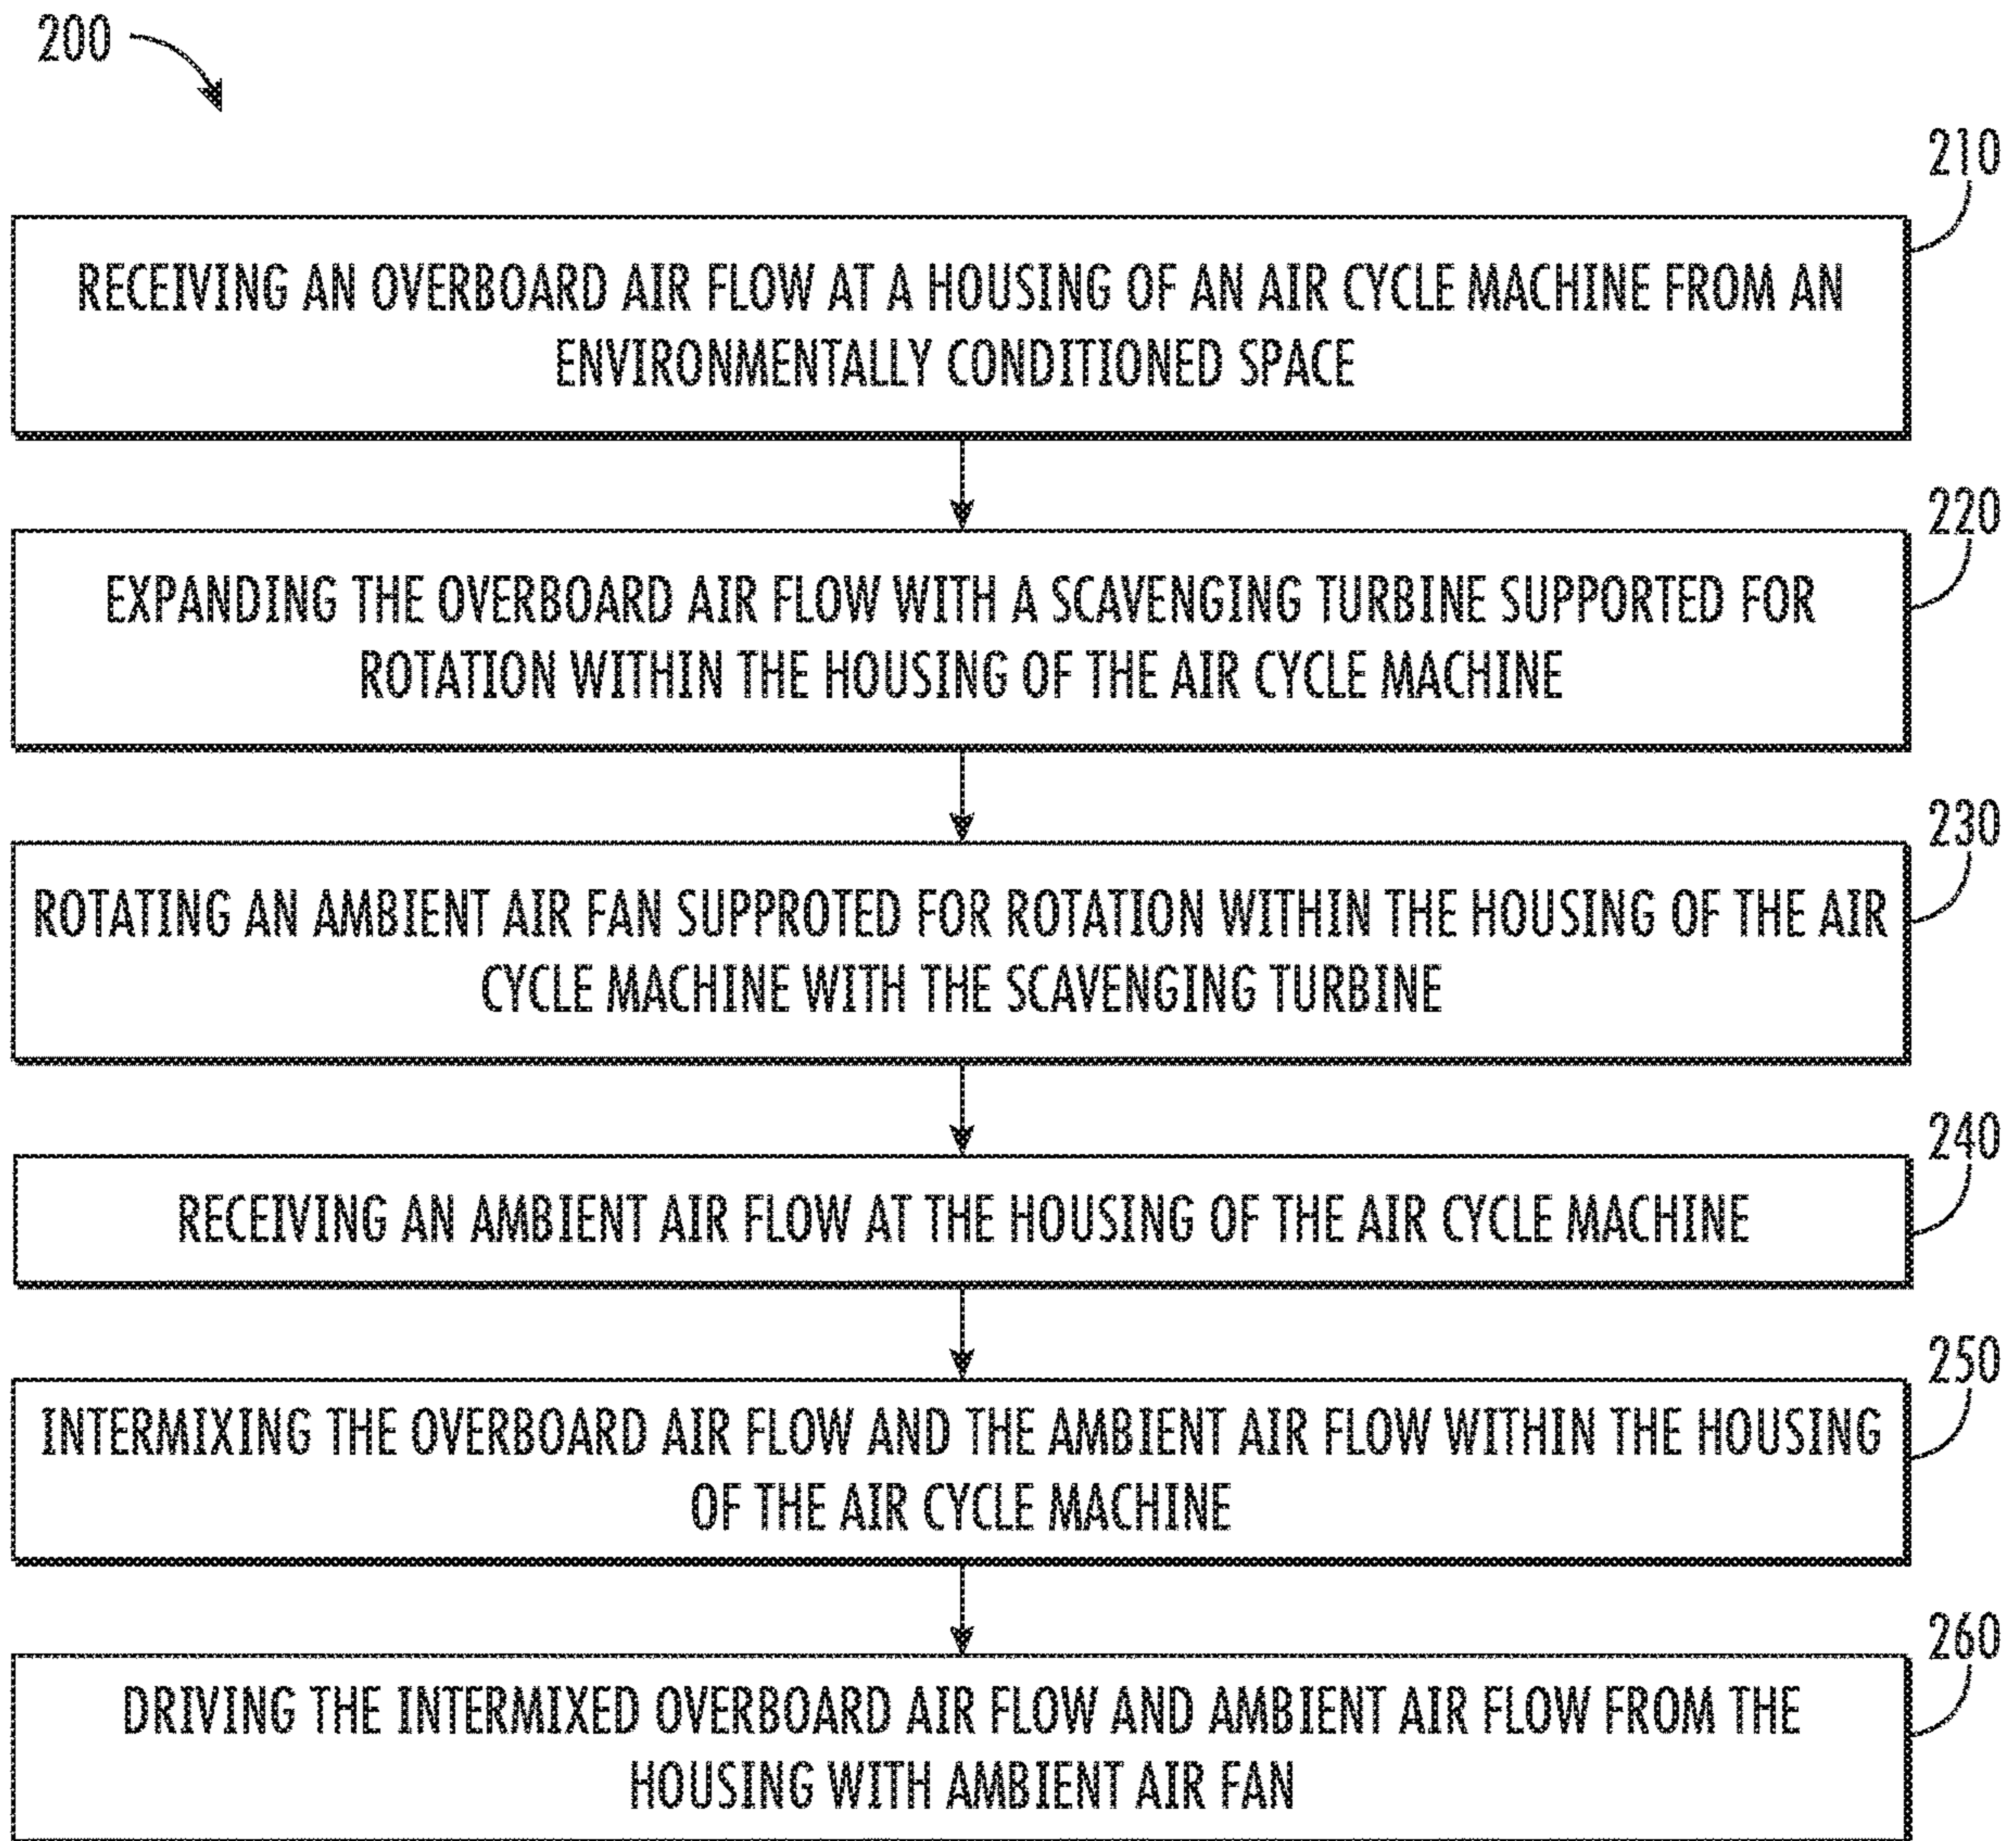 200
210
RECEIVING AN OVERBOARD AIR FLOW AT A HOUSING OF AN AIR CYCLE MACHINE FROM AN
ENVIRONMENTALLY CONDITIONED SPACE
220
EXPANDING THE OVERBOARD AIR FLOW WITH A SCAVENGING TURBINE SUPPORTED FOR
ROTATION WITHIN THE HOUSING OF THE AIR CYCLE MACHINE
230
ROTATING AN AMBIENT AIR FAN SUPPROTED FOR ROTATION WITHIN THE HOUSING OF THE AIR
CYCLE MACHINE WITH THE SCAVENGING TURBINE
240
RECEIVING AN AMBIENT AIR FLOW AT THE HOUSING OF THE AIR CYCLE MACHINE
250
INTERMIXING THE OVERBOARD AIR FLOW AND THE AMBIENT AIR FLOW WITHIN THE HOUSING
OF THE AIR CYCLE MACHINE
260
DRIVING THE INTERMIXED OVERBOARD AIR FLOW AND AMBIENT AIR FLOW FROM THE
HOUSING WITH AMBIENT AIR FAN